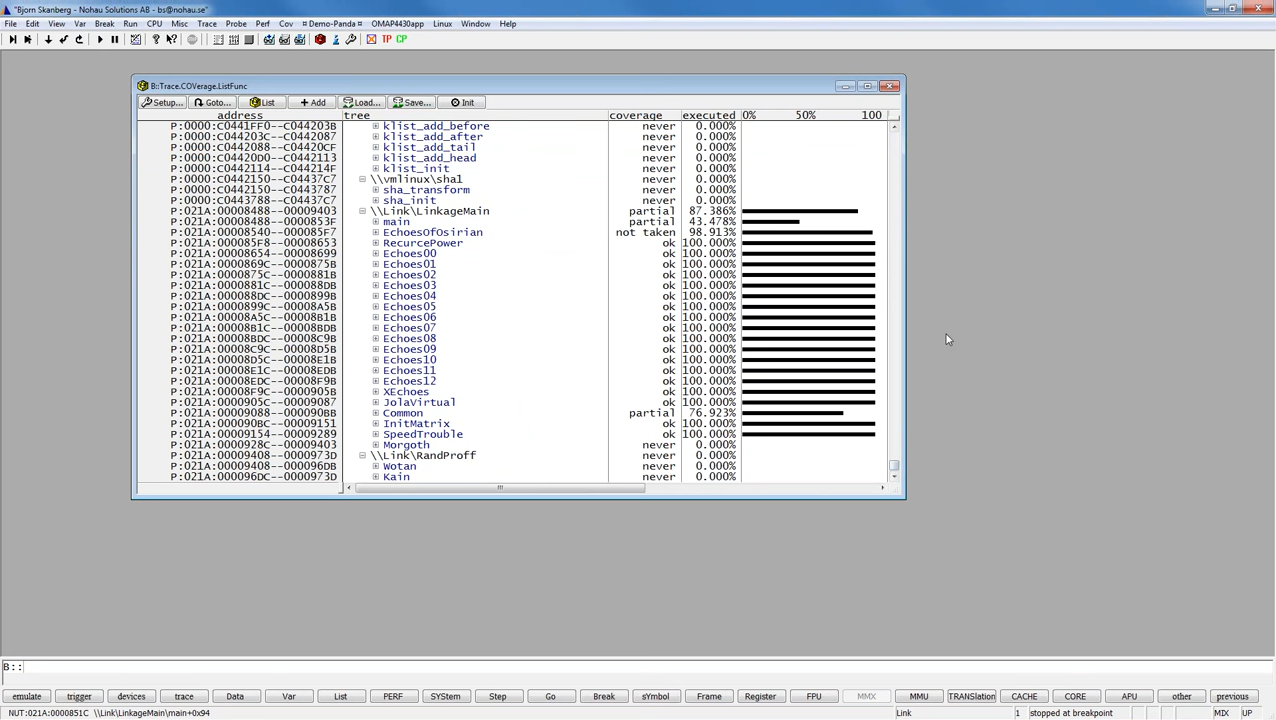 "Bjorn Skanberg - Nohau Solutions AB - bs@nohau.se"
File Edit View Var Break Run CPU Misc Trace Probe Perf Cov ¤ Demo-Panda ¤ OMAP4430app Linux Window Help
TP CP
B::Trace.COVerage.ListFunc
Setup... Goto... List Add Load... Save... Init
address tree coverage executed 0% 50% 100
P:0000:C0441FF0--C044203B klist_add_before never 0.000%
P:0000:C044203C--C0442087 klist_add_after never 0.000%
P:0000:C0442088--C04420CF klist_add_tail never 0.000%
P:0000:C04420D0--C0442113 klist_add_head never 0.000%
P:0000:C0442114--C044214F klist_init never 0.000%
P:0000:C0442150--C04437C7 \\vmlinux\sha1 never 0.000%
P:0000:C0442150--C0443787 sha_transform never 0.000%
P:0000:C0443788--C04437C7 sha_init never 0.000%
P:021A:00008488--00009403 \\Link\LinkageMain partial 87.386%
P:021A:00008488--0000853F main partial 43.478%
P:021A:00008540--000085F7 EchoesOfOsirian not taken 98.913%
P:021A:000085F8--00008653 RecurcePower ok 100.000%
P:021A:00008654--00008699 Echoes00 ok 100.000%
P:021A:0000869C--0000875B Echoes01 ok 100.000%
P:021A:0000875C--0000881B Echoes02 ok 100.000%
P:021A:0000881C--000088DB Echoes03 ok 100.000%
P:021A:000088DC--0000899B Echoes04 ok 100.000%
P:021A:0000899C--00008A5B Echoes05 ok 100.000%
P:021A:00008A5C--00008B1B Echoes06 ok 100.000%
P:021A:00008B1C--00008BDB Echoes07 ok 100.000%
P:021A:00008BDC--00008C9B Echoes08 ok 100.000%
P:021A:00008C9C--00008D5B Echoes09 ok 100.000%
P:021A:00008D5C--00008E1B Echoes10 ok 100.000%
P:021A:00008E1C--00008EDB Echoes11 ok 100.000%
P:021A:00008EDC--00008F9B Echoes12 ok 100.000%
P:021A:00008F9C--0000905B XEchoes ok 100.000%
P:021A:0000905C--00009087 JolaVirtual ok 100.000%
P:021A:00009088--000090BB Common partial 76.923%
P:021A:000090BC--00009151 InitMatrix ok 100.000%
P:021A:00009154--00009289 SpeedTrouble ok 100.000%
P:021A:0000928C--00009403 Morgoth never 0.000%
P:021A:00009408--0000973D \\Link\RandProff never 0.000%
P:021A:00009408--000096DB Wotan never 0.000%
P:021A:000096DC--0000973D Kain never 0.000%
B::
emulate trigger devices trace Data Var List PERF SYStem Step Go Break sYmbol Frame Register FPU MMX MMU TRANSlation CACHE CORE APU other previous
NUT:021A:0000851C \\Link\LinkageMain\main+0x94 Link 1 stopped at breakpoint MIX UP